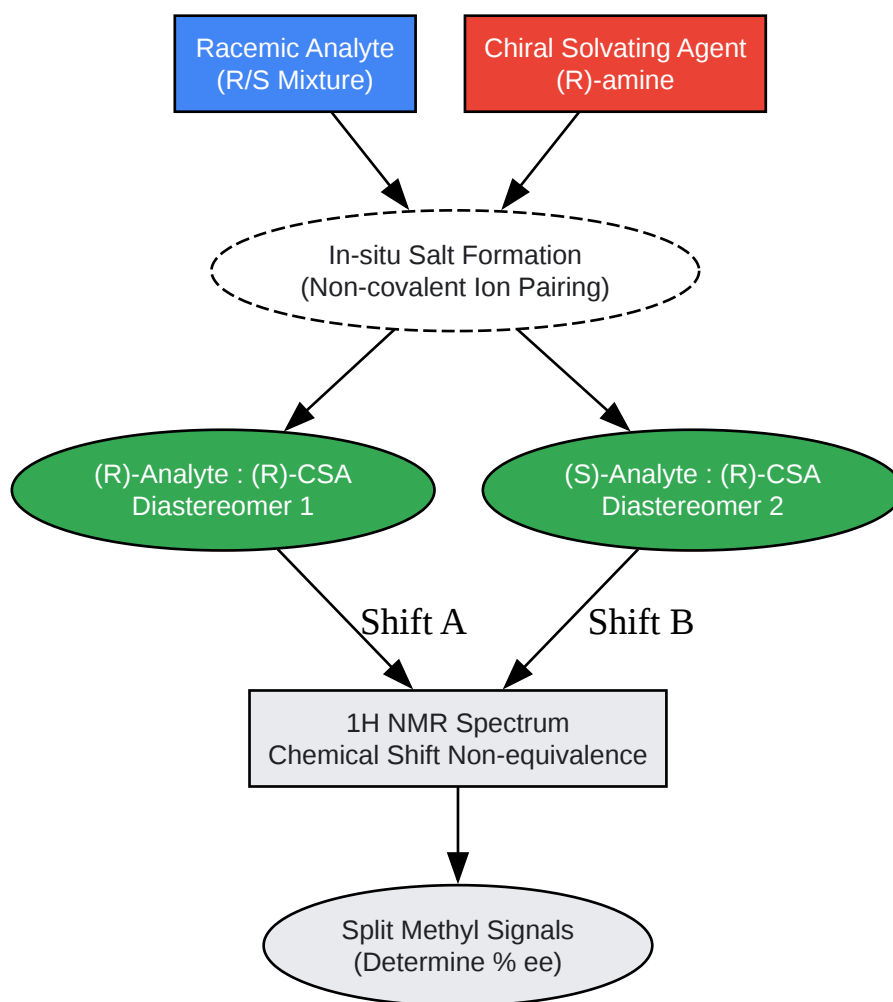 Racemic Analyte
(R/S Mixture)
Chiral Solvating Agent
(R)-amine
In-situ Salt Formation
(Non-covalent Ion Pairing)
(R)-Analyte : (R)-CSA
Diastereomer 1
(S)-Analyte : (R)-CSA
Diastereomer 2
Shift A
Shift B
1H NMR Spectrum
Chemical Shift Non-equivalence
Split Methyl Signals
(Determine % ee)